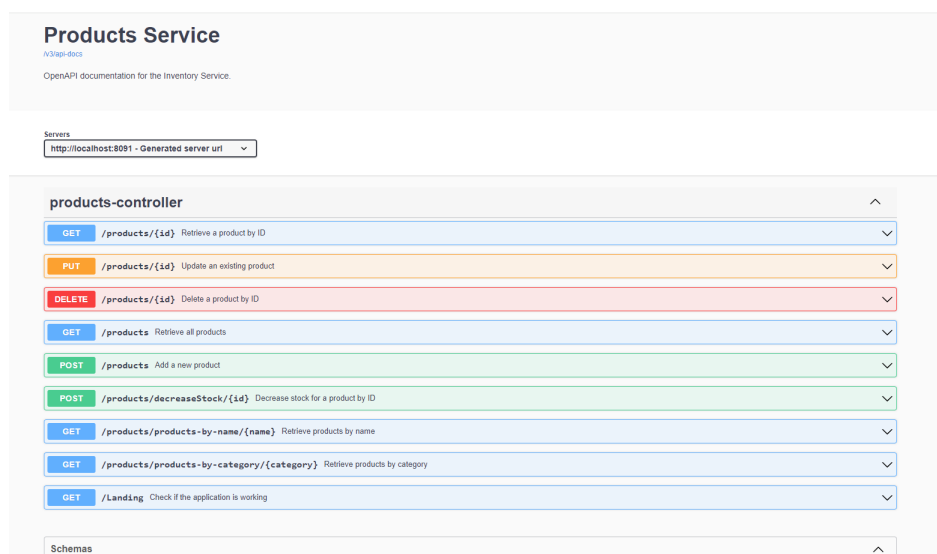 Products Service
/v3/api-docs
OpenAPI documentation for the Inventory Service.
Servers
http://localhost:8091 - Generated server url
products-controller
GET /products/{id} Retrieve a product by ID
PUT /products/{id} Update an existing product
DELETE /products/{id} Delete a product by ID
GET /products Retrieve all products
POST /products Add a new product
POST /products/decreaseStock/{id} Decrease stock for a product by ID
GET /products/products-by-name/{name} Retrieve products by name
GET /products/products-by-category/{category} Retrieve products by category
GET /Landing Check if the application is working
Schemas